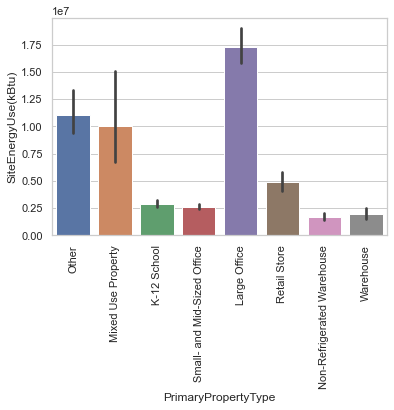 1e7
SiteEnergyUse(kBtu)
1.75
1.50
1.25
1.00
0.75
0.50
0.25
0.00
Other
Mixed Use Property
K-12 School
Small- and Mid-Sized Office
Large Office
Retail Store
Non-Refrigerated Warehouse
Warehouse
PrimaryPropertyType